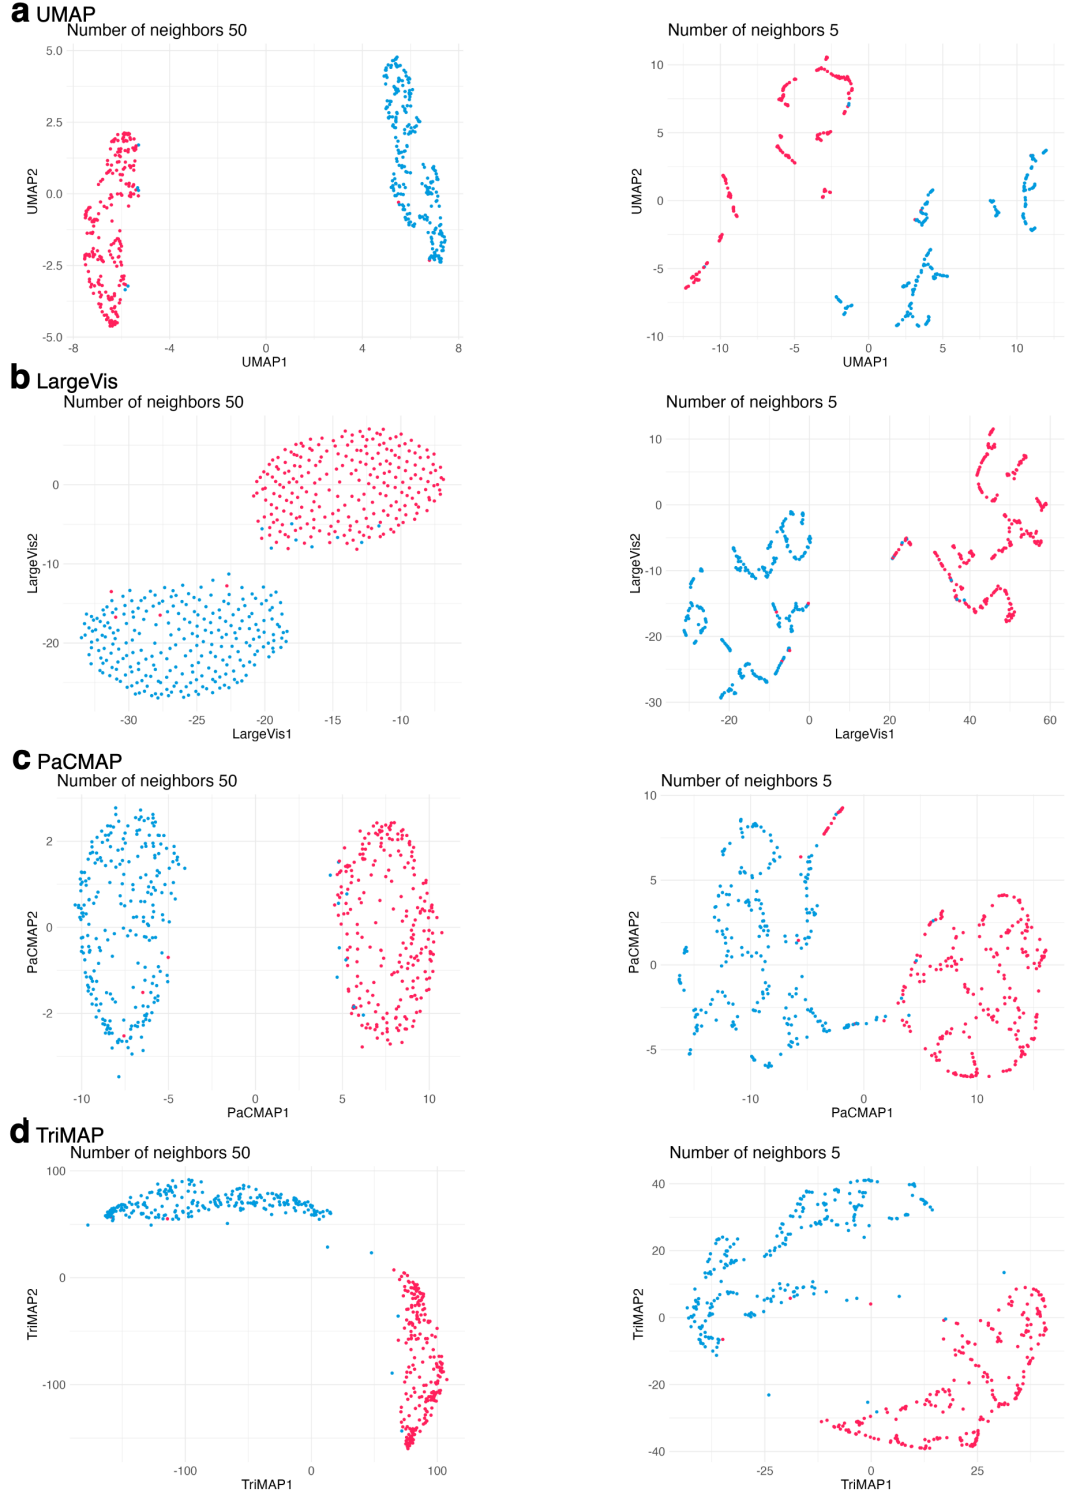 a UMAP
Number of neighbors 50
Number of neighbors 5
5.0
2.5
0.0
-2.5
-5.0
UMAP2
-8 -4 0 4 8
UMAP1
10
5
0
-5
-10
UMAP2
-10 -5 0 5 10
UMAP1
b LargeVis
Number of neighbors 50
Number of neighbors 5
0
-10
-20
LargeVis2
-30 -25 -20 -15 -10
LargeVis1
10
0
-10
-20
-30
LargeVis2
-20 0 20 40 60
LargeVis1
c PaCMAP
Number of neighbors 50
Number of neighbors 5
2
0
-2
PaCMAP2
-10 -5 0 5 10
PaCMAP1
10
5
0
-5
PaCMAP2
-10 0 10
PaCMAP1
d TriMAP
Number of neighbors 50
Number of neighbors 5
100
0
-100
TriMAP2
-100 0 100
TriMAP1
40
20
0
-20
-40
TriMAP2
-25 0 25
TriMAP1